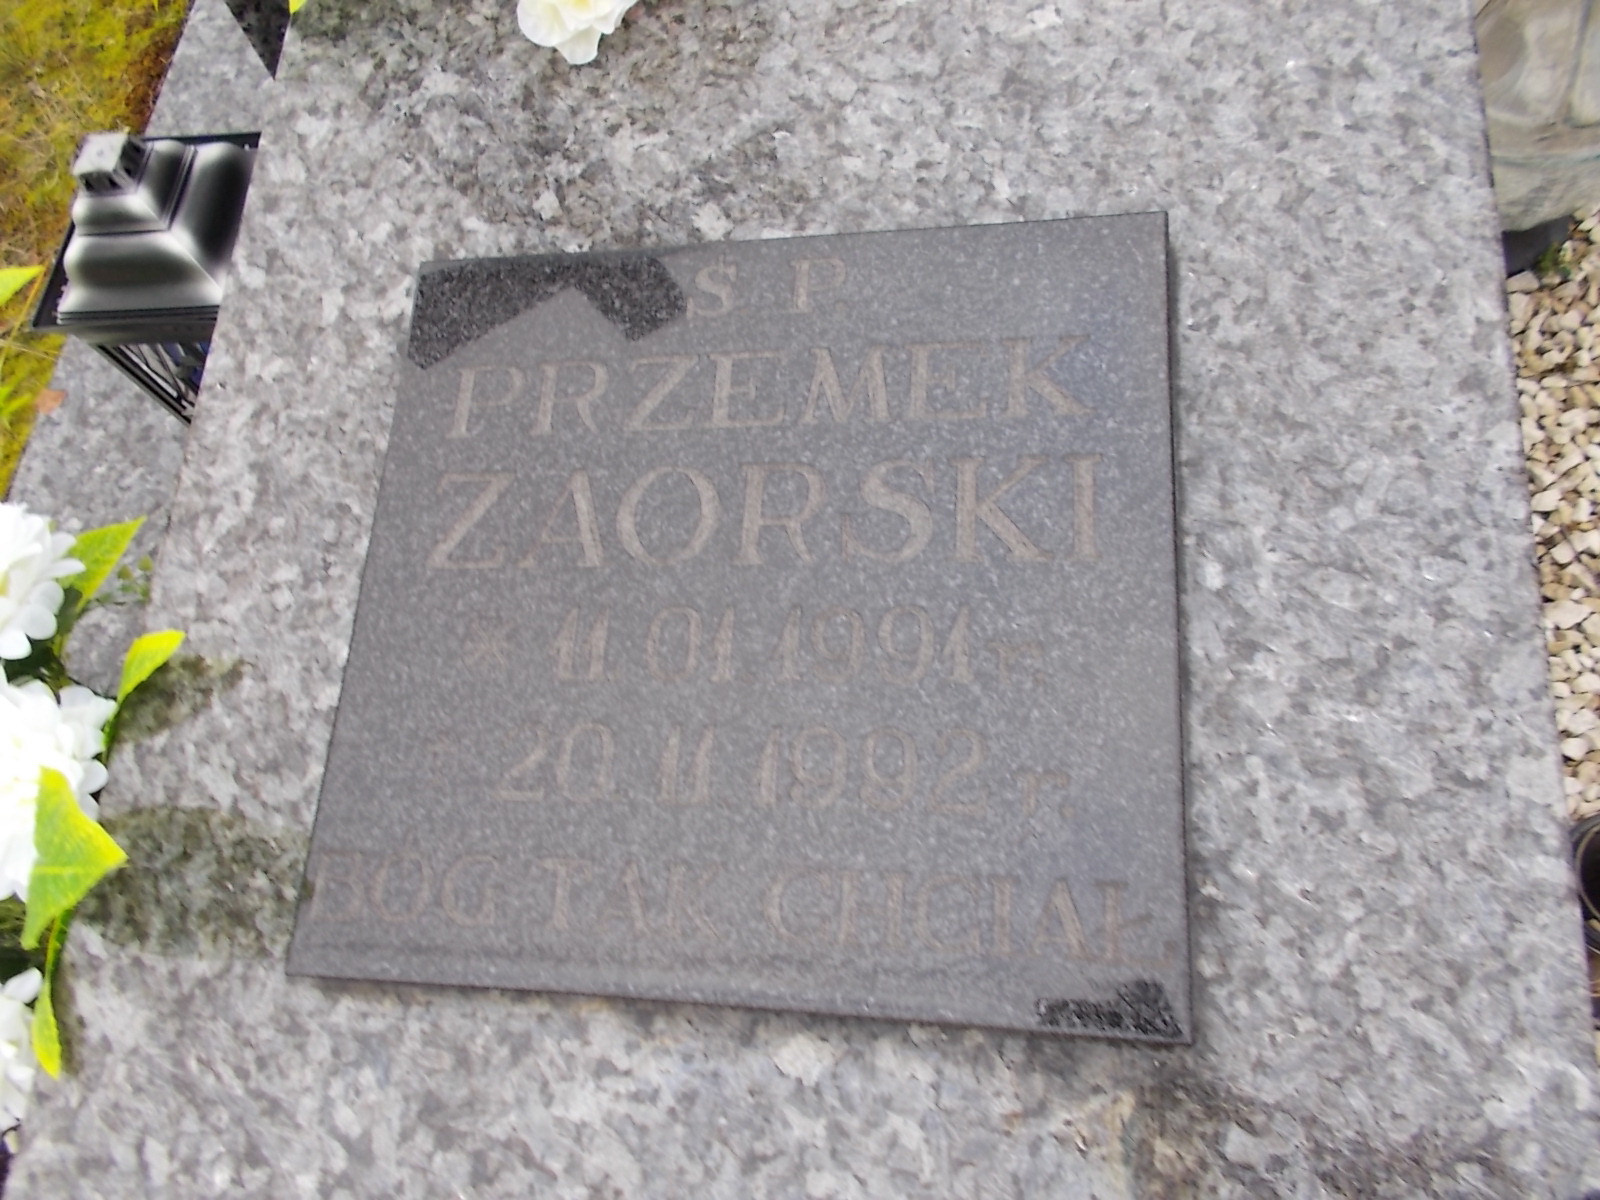 Ś P
PRZEMEK
ZAORSKI
* 11.01.1991 r.
20.11.1992 r.
BÓG TAK CHCIAŁ